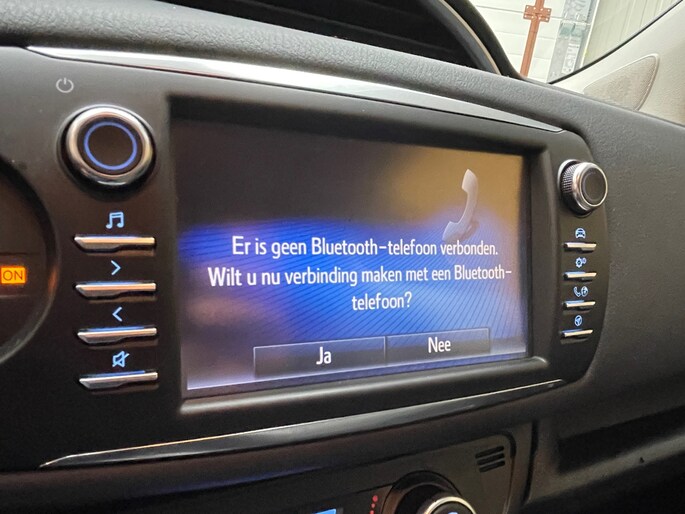 Er is geen Bluetooth-telefoon verbonden.
Wilt u nu verbinding maken met een Bluetooth-
telefoon?
Ja
Nee
ON